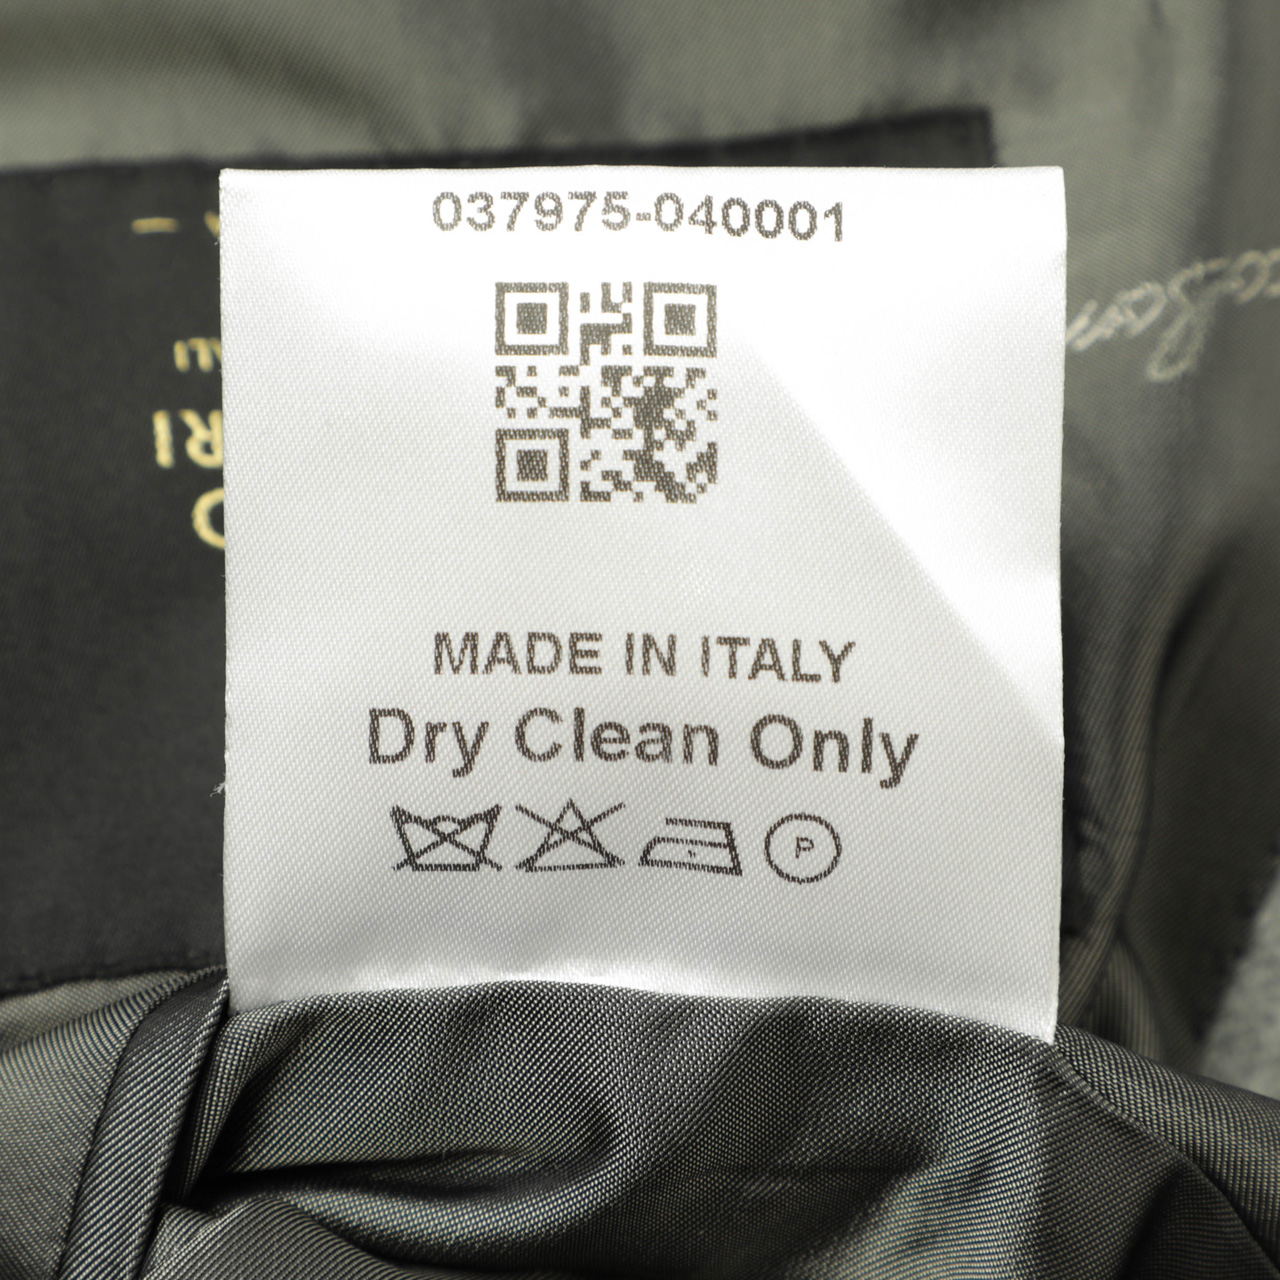 037975-040001
MADE IN ITALY
Dry Clean Only
P